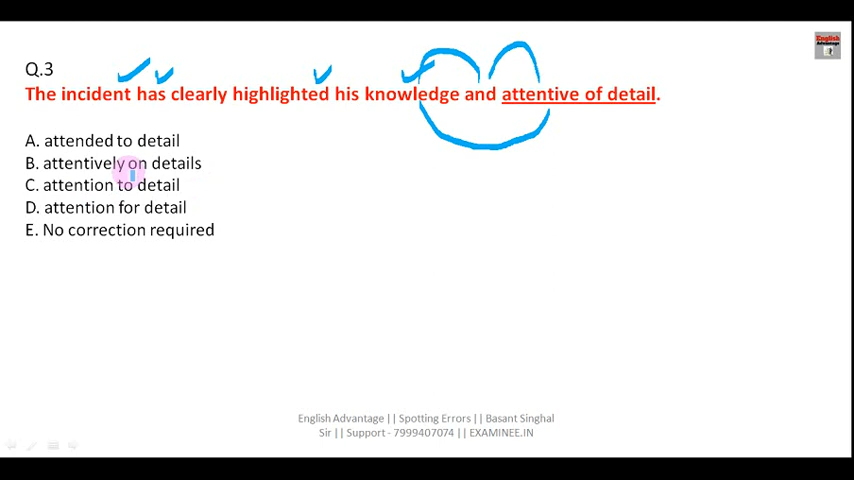 English
Advantage
Q.3
The incident has clearly highlighted his knowledge and attentive of detail.
A. attended to detail
B. attentively on details
C. attention to detail
D. attention for detail
E. No correction required
English Advantage || Spotting Errors || Basant Singhal
Sir || Support - 7999407074 || EXAMINEE.IN